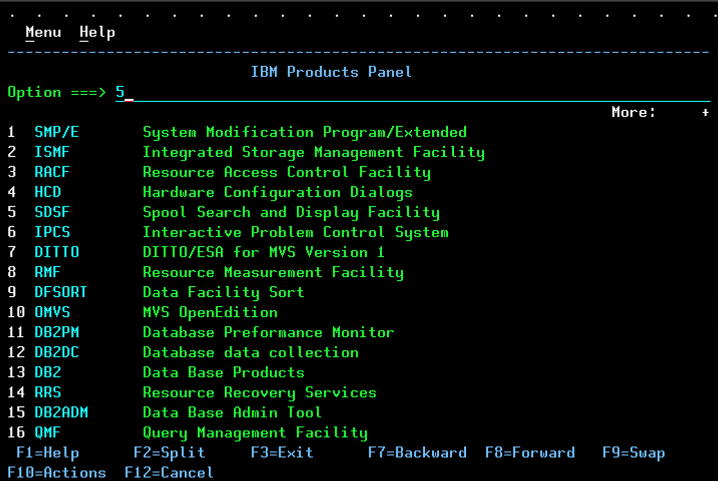 Menu  Help
IBM Products Panel
Option ===> 5_
More:     +
1  SMP/E       System Modification Program/Extended
2  ISMF        Integrated Storage Management Facility
3  RACF        Resource Access Control Facility
4  HCD         Hardware Configuration Dialogs
5  SDSF        Spool Search and Display Facility
6  IPCS        Interactive Problem Control System
7  DITTO       DITTO/ESA for MVS Version 1
8  RMF         Resource Measurement Facility
9  DFSORT      Data Facility Sort
10 OMVS        MVS OpenEdition
11 DB2PM       Database Preformance Monitor
12 DB2DC       Database data collection
13 DB2         Data Base Products
14 RRS         Resource Recovery Services
15 DB2ADM      Data Base Admin Tool
16 QMF         Query Management Facility
F1=Help      F2=Split     F3=Exit      F7=Backward  F8=Forward   F9=Swap
F10=Actions  F12=Cancel